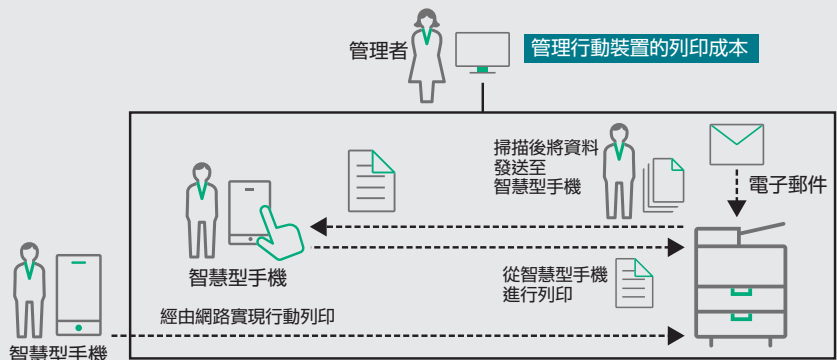 管理者
管理行動裝置的列印成本
掃描後將資料
發送至
智慧型手機
電子郵件
智慧型手機
從智慧型手機
進行列印
經由網路實現行動列印
智慧型手機